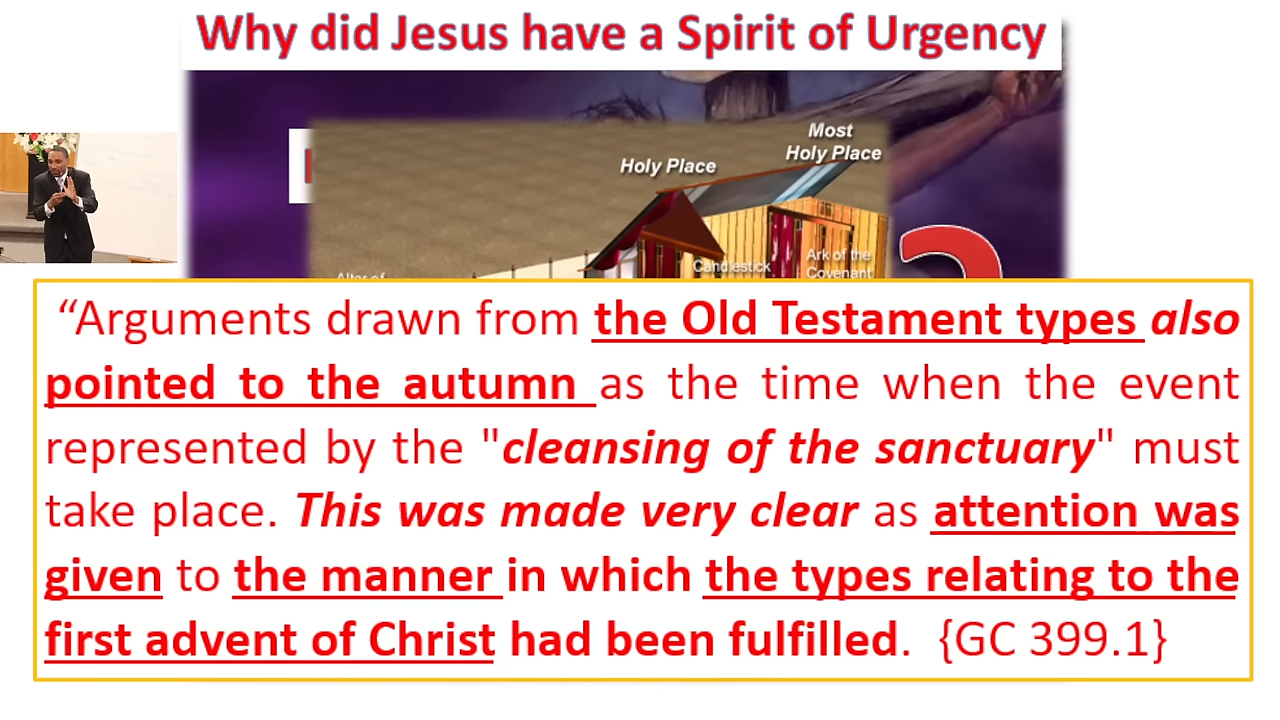 Why did Jesus have a Spirit of Urgency
Most
Holy Place
Holy Place
Candlestick
Ark of the
Covenant
Altar of
?
“Arguments drawn from the Old Testament types also
pointed to the autumn as the time when the event
represented by the "cleansing of the sanctuary" must
take place. This was made very clear as attention was
given to the manner in which the types relating to the
first advent of Christ had been fulfilled. {GC 399.1}